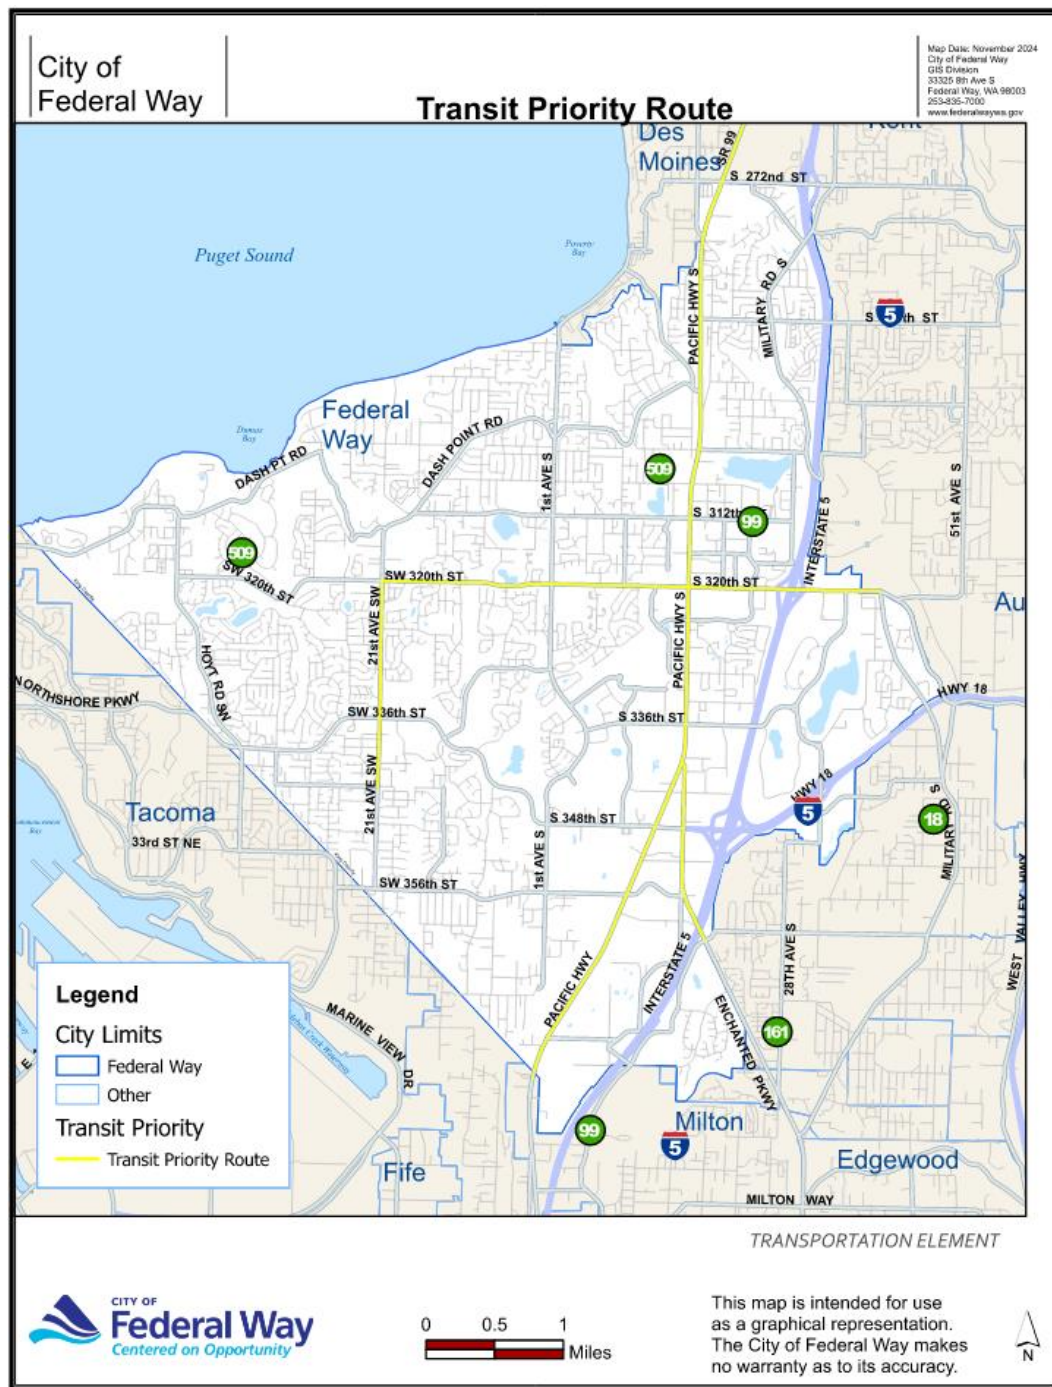 City of
Federal Way
Transit Priority Route
Map Date: November 2024
City of Federal Way
GIS Division
33325 8th Ave S
Federal Way, WA 98003
253-835-7000
www.federalwaywa.gov
Des
Moines
SR 99
S 272nd ST
Puget Sound
Poverty
Bay
PACIFIC HWY S
MILITARY RD S
5
S
th ST
Federal
Way
Dumas
Bay
DASH PT RD
DASH POINT RD
1st AVE S
509
S 312th
99
INTERSTATE 5
51st AVE S
509
SW 320th ST
SW 320th ST
S 320th ST
Au
21st AVE SW
PACIFIC HWY S
HOYT RD SW
NORTHSHORE PKWY
HWY 18
SW 336th ST
S 336th ST
21st AVE SW
HWY 18
5
Tacoma
33rd ST NE
S 348th ST
18
MILITARY RD S
1st AVE S
SW 356th ST
WEST VALLEY HWY
28TH AVE S
INTERSTATE 5
PACIFIC HWY
ENCHANTED PKWY
161
MARINE VIEW DR
99
5
Milton
Fife
Edgewood
MILTON WAY
Legend
City Limits
Federal Way
Other
Transit Priority
Transit Priority Route
TRANSPORTATION ELEMENT
CITY OF
Federal Way
Centered on Opportunity
0 0.5 1
Miles
This map is intended for use
as a graphical representation.
The City of Federal Way makes
no warranty as to its accuracy.
N